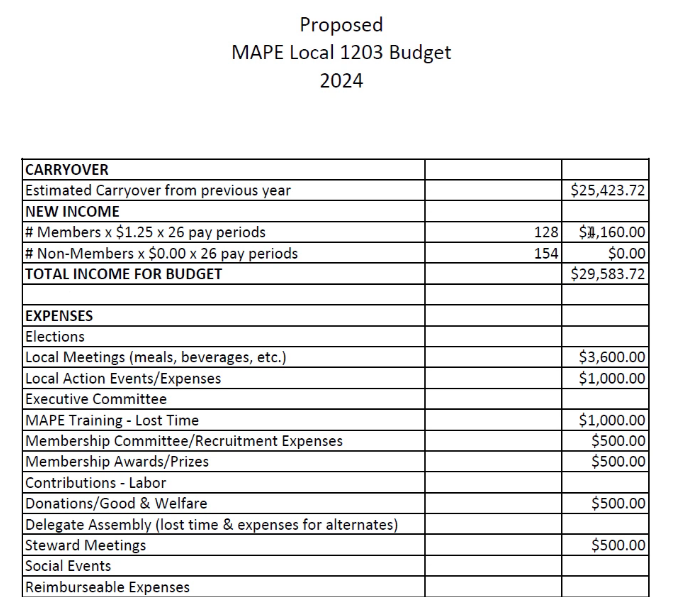 Proposed
MAPE Local 1203 Budget
2024
CARRYOVER
Estimated Carryover from previous year $25,423.72
NEW INCOME
# Members x $1.25 x 26 pay periods 128 $4,160.00
# Non-Members x $0.00 x 26 pay periods 154 $0.00
TOTAL INCOME FOR BUDGET $29,583.72
EXPENSES
Elections
Local Meetings (meals, beverages, etc.) $3,600.00
Local Action Events/Expenses $1,000.00
Executive Committee
MAPE Training - Lost Time $1,000.00
Membership Committee/Recruitment Expenses $500.00
Membership Awards/Prizes $500.00
Contributions - Labor
Donations/Good & Welfare $500.00
Delegate Assembly (lost time & expenses for alternates)
Steward Meetings $500.00
Social Events
Reimburseable Expenses